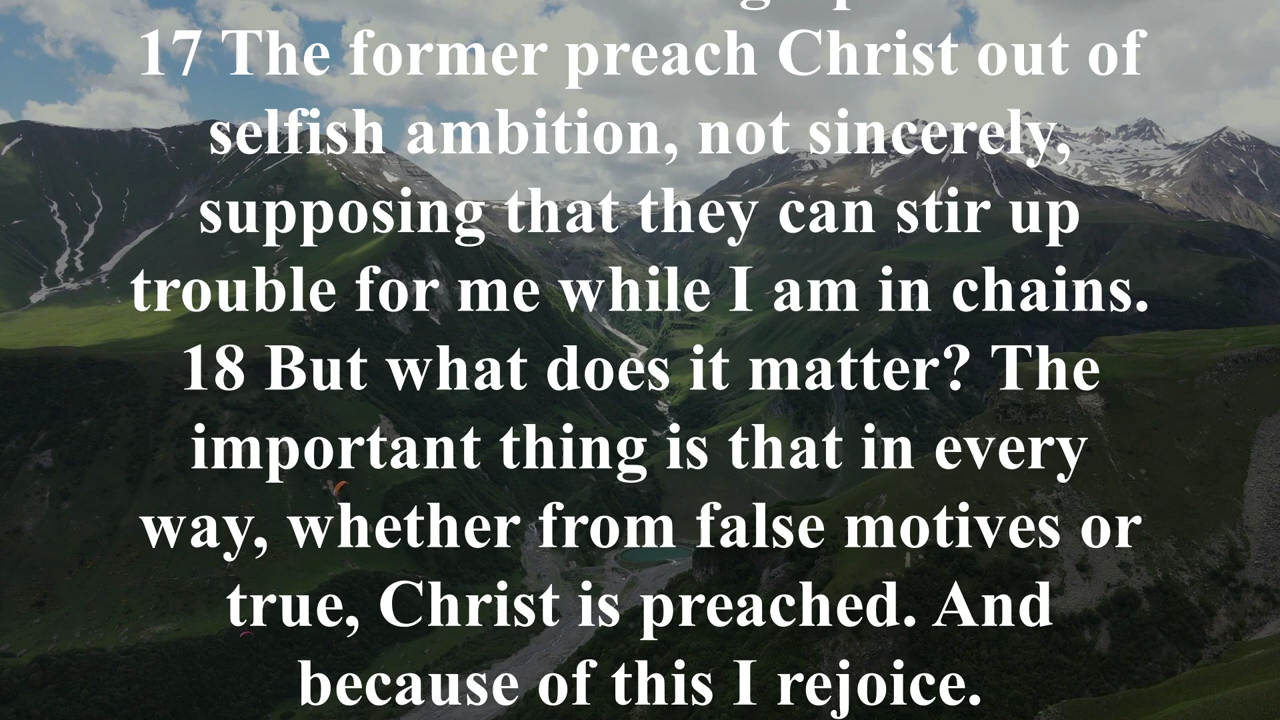 17 The former preach Christ out of
selfish ambition, not sincerely,
supposing that they can stir up
trouble for me while I am in chains.
18 But what does it matter? The
important thing is that in every
way, whether from false motives or
true, Christ is preached. And
because of this I rejoice.